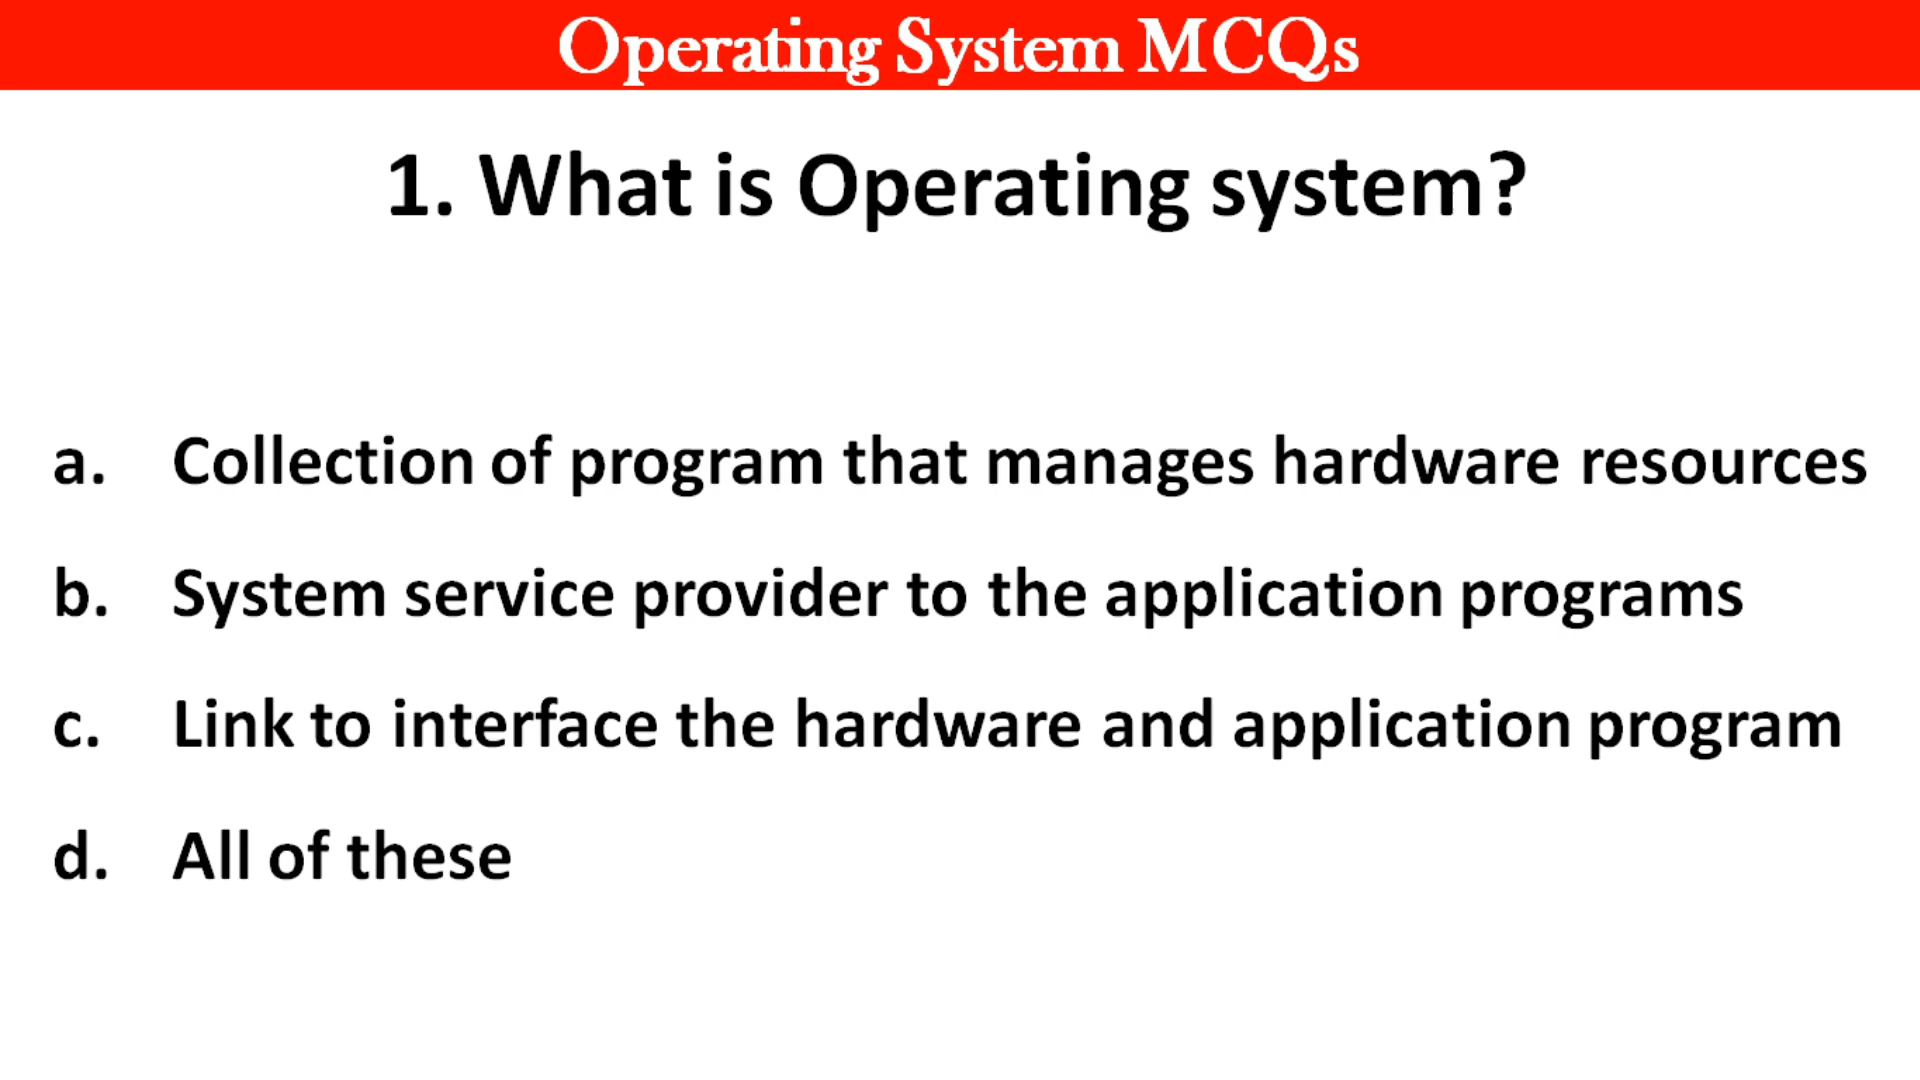 Operating System MCQs
1. What is Operating system?
a. Collection of program that manages hardware resources
b. System service provider to the application programs
c. Link to interface the hardware and application program
d. All of these